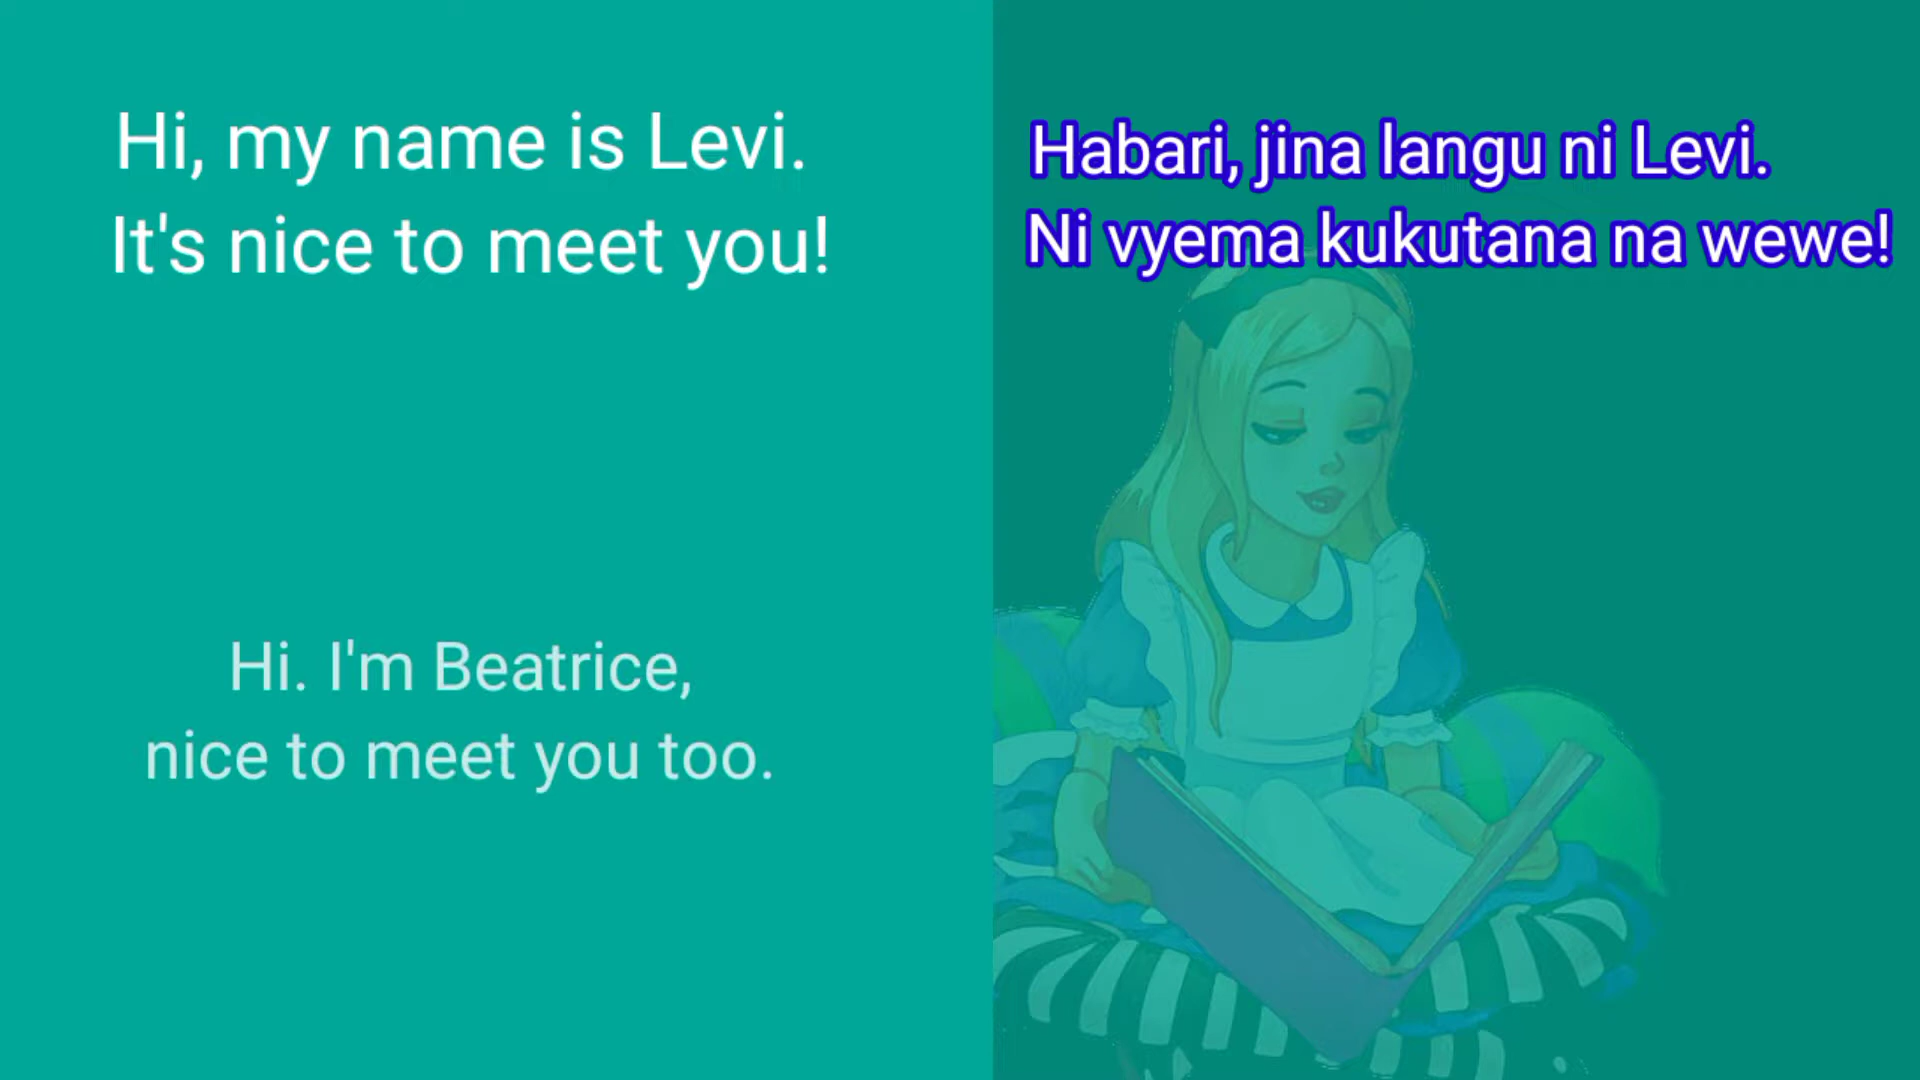 Hi, my name is Levi.
It's nice to meet you!
Hi. I'm Beatrice,
nice to meet you too.
Habari, jina langu ni Levi.
Ni vyema kukutana na wewe!